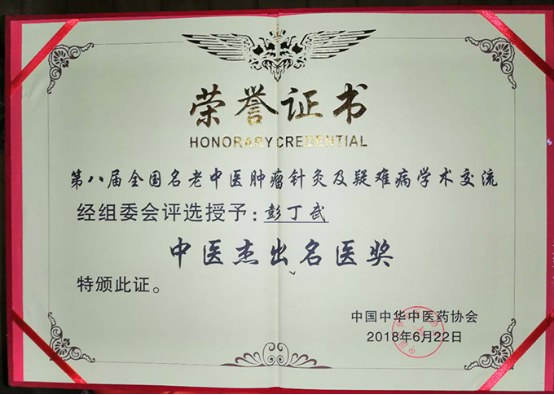 荣誉证书
HONORARY CREDENTIAL
第八届全国名老中医肿瘤针灸及疑难病学术交流
经组委会评选授予：彭丁武
中医杰出名医奖
特颁此证。
中国中华中医药协会
2018年6月22日